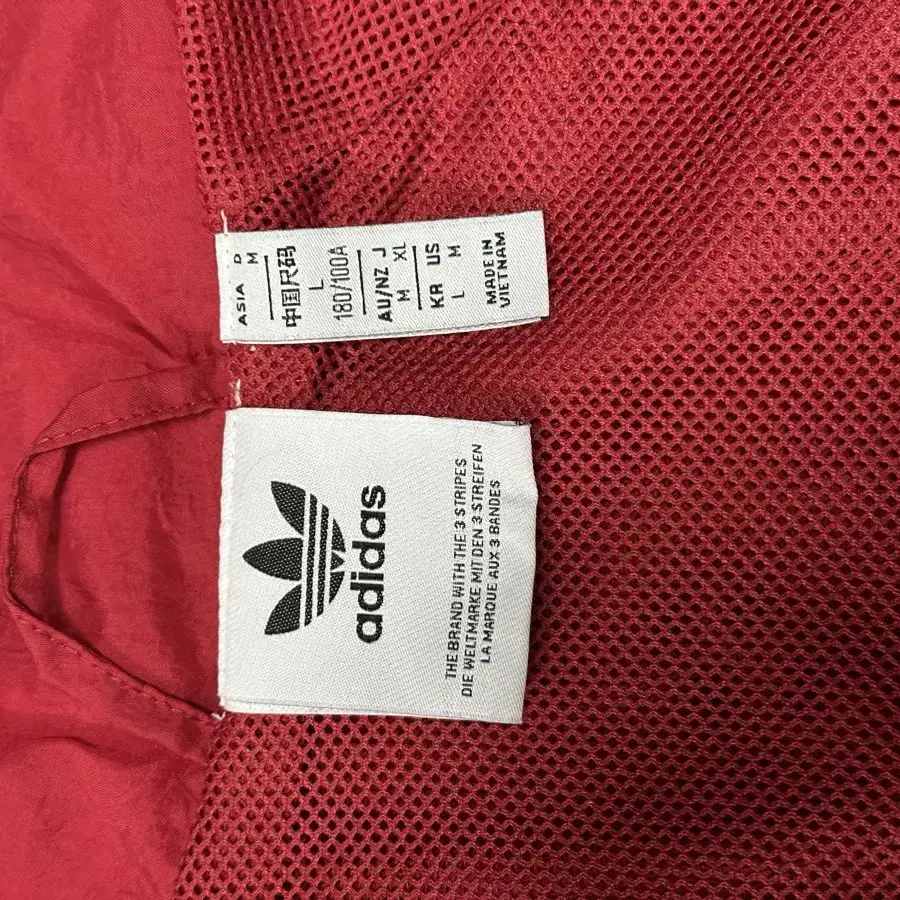 adidas
THE BRAND WITH THE 3 STRIPES
DIE WELTMARKE MIT DEN 3 STREIFEN
LA MARQUE AUX 3 BANDES
ASIA D
M
中国尺码
L
180/100A
AU/NZ J
M XL
KR US
L M
MADE IN
VIETNAM